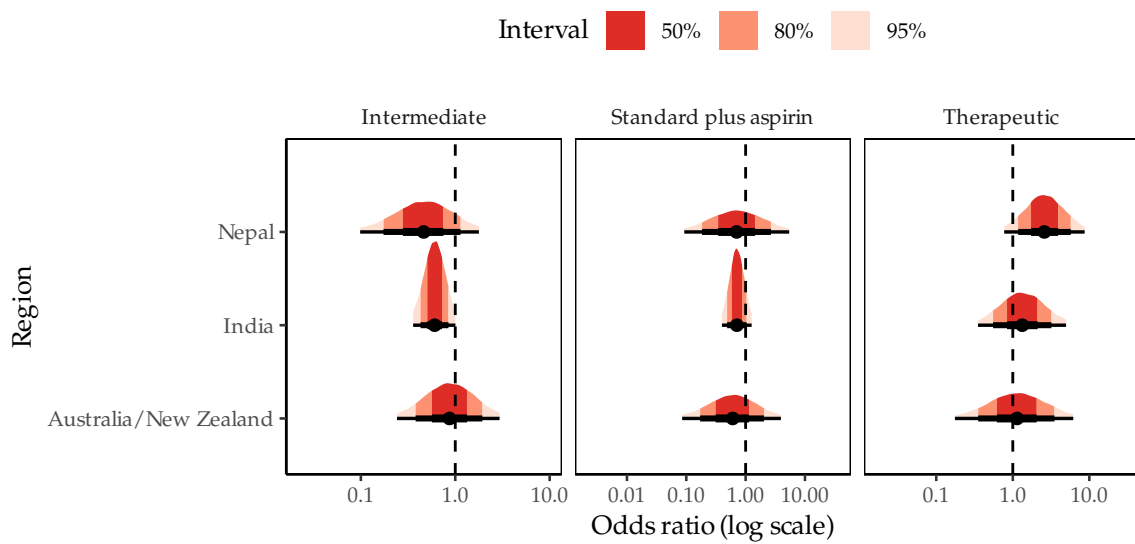 Interval 50% 80% 95%
Intermediate Standard plus aspirin Therapeutic
Region
Nepal
India
Australia/New Zealand
0.1 1.0 10.0 0.01 0.10 1.00 10.00 0.1 1.0 10.0
Odds ratio (log scale)